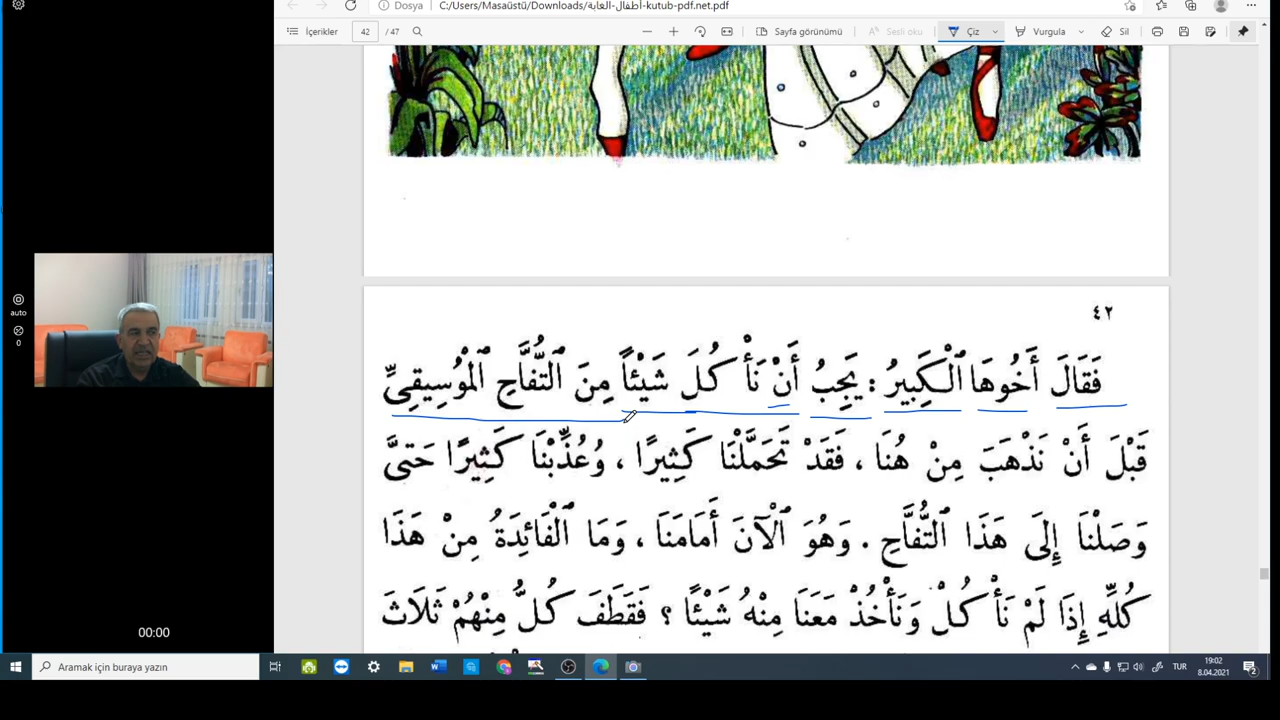 Dosya
C:/Users/Masaüstü/Downloads/أطفال-الغابة-kutub-pdf.net.pdf
İçerikler
42
/ 47
Sayfa görünümü
Sesli oku
Çiz
Vurgula
Sil
auto
0
00:00
٤٢
فَقَالَ أَخُوهَا ٱلْكَبِيرُ : يَجِبُ أَنْ نَأْكُلَ شَيْئًا مِنَ ٱلتُّفَّاحِ ٱلْمُوْسِيقِىِّ
قَبْلَ أَنْ نَذْهَبَ مِنْ هُنَا ، فَقَدْ تَحَمَّلْنَا كَثِيرًا ، وَعُذِّبْنَا كَثِيرًا حَتىَّ
وَصَلْنَا إِلَى هَذَا ٱلتُّفَّاحِ . وَهُوَ ٱلْآنَ أَمَامَنَا ، وَمَا ٱلْفَائِدَةُ مِنْ هَذَا
كُلِّهِ إِذَا لَمْ نَأْكُلْ وَنَأْخُذْ مَعَنَا مِنْهُ شَيْئًا ؟ فَقَطَفَ كُلُّ مِنْهُمْ ثَلَاثَ
Aramak için buraya yazın
TUR
19:02
8.04.2021
2